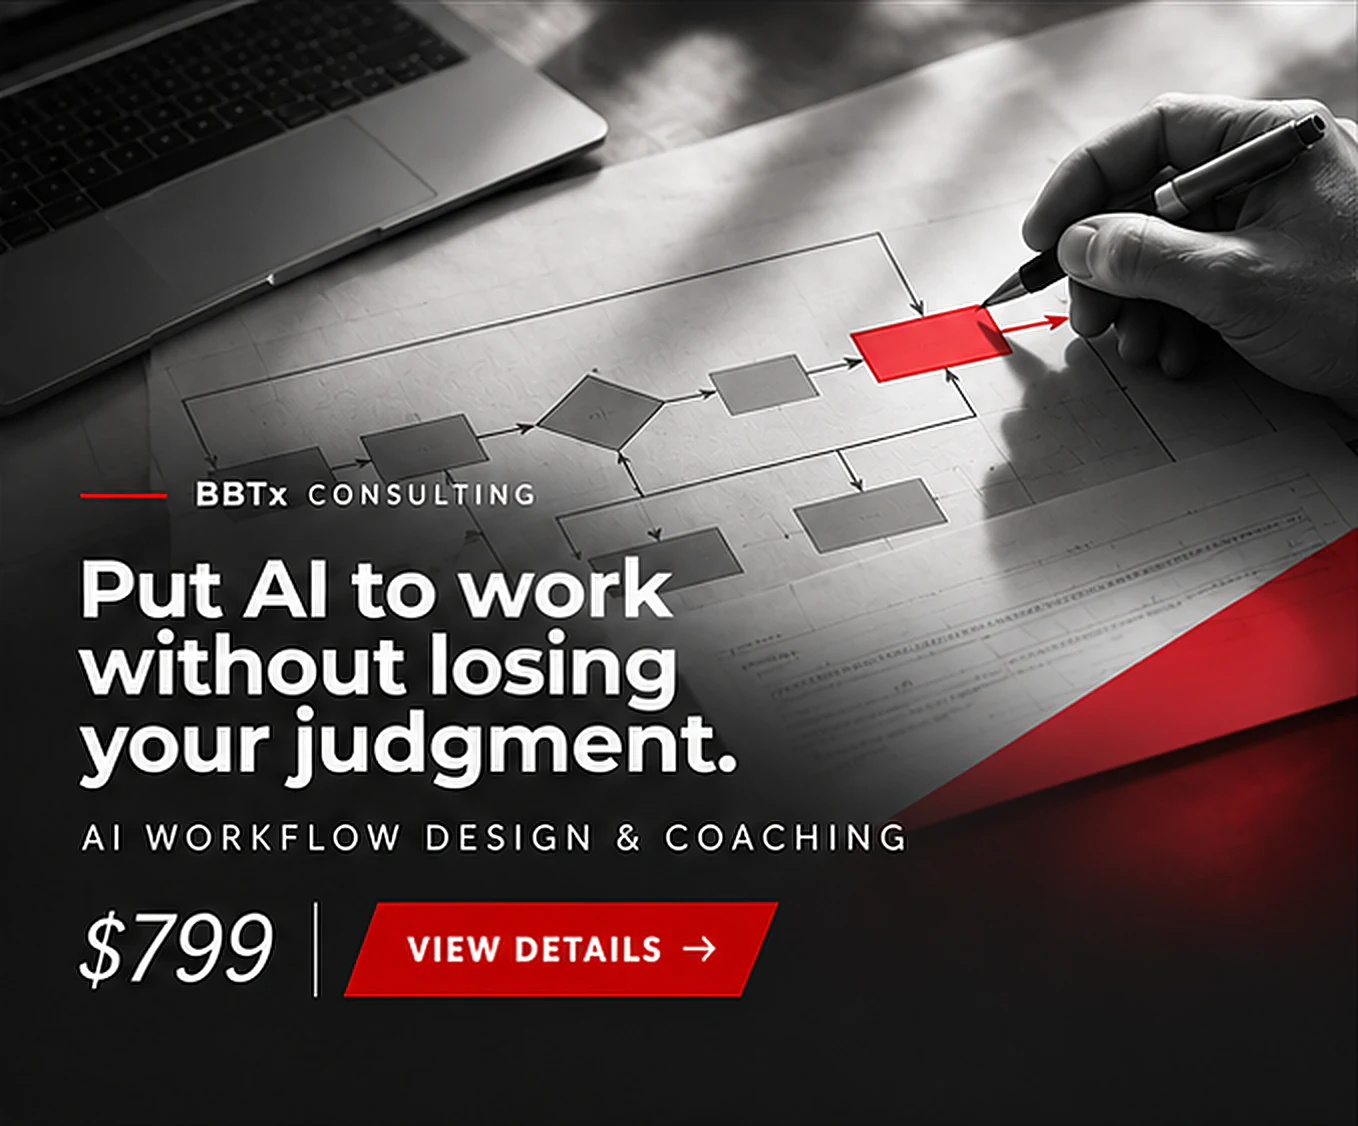 BBTx CONSULTING
Put AI to work
without losing
your judgment.
AI WORKFLOW DESIGN & COACHING
$799
VIEW DETAILS →